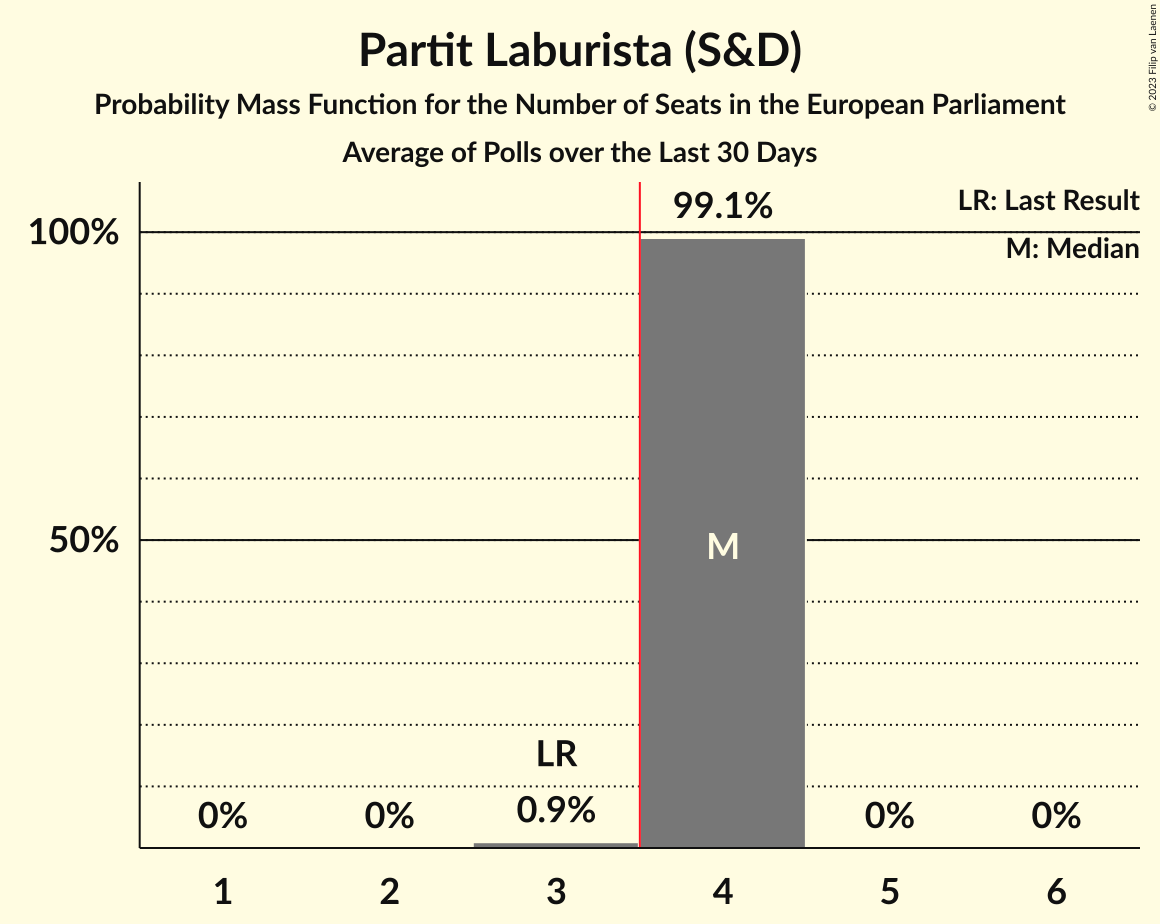 Partit Laburista (S&D)
Probability Mass Function for the Number of Seats in the European Parliament
Average of Polls over the Last 30 Days
© 2023 Filip van Laenen
LR: Last Result
M: Median
100%
50%
99.1%
M
LR
0% 0% 0.9% 0% 0%
1 2 3 4 5 6